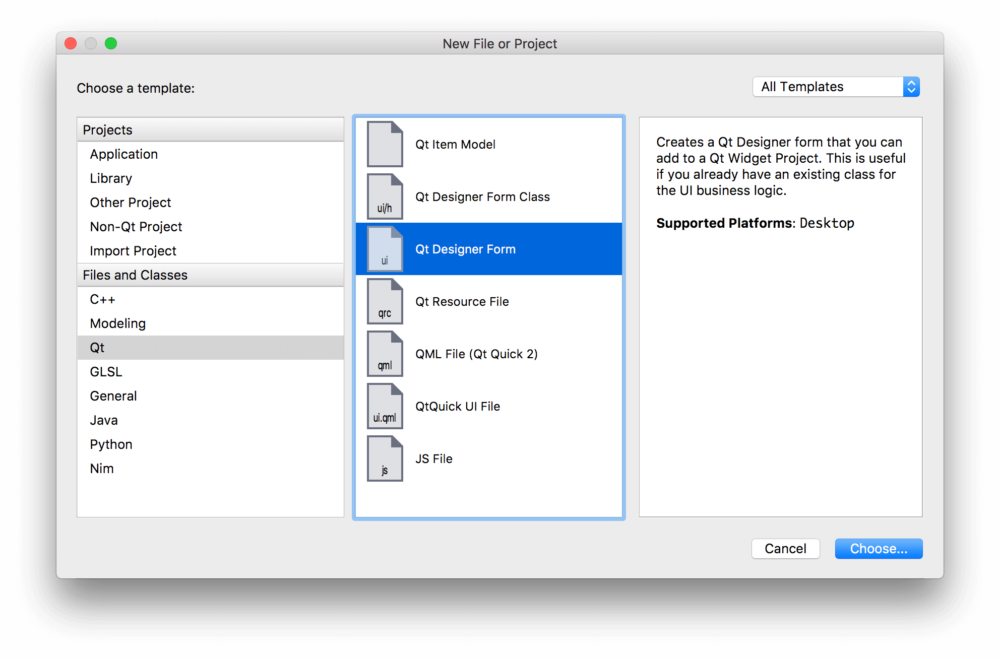 New File or Project
Choose a template:
All Templates
Projects
Application
Library
Other Project
Non-Qt Project
Import Project
Files and Classes
C++
Modeling
Qt
GLSL
General
Java
Python
Nim
Qt Item Model
ui/h
Qt Designer Form Class
ui
Qt Designer Form
qrc
Qt Resource File
qml
QML File (Qt Quick 2)
ui.qml
QtQuick UI File
js
JS File
Creates a Qt Designer form that you can
add to a Qt Widget Project. This is useful
if you already have an existing class for
the UI business logic.
Supported Platforms: Desktop
Cancel
Choose...